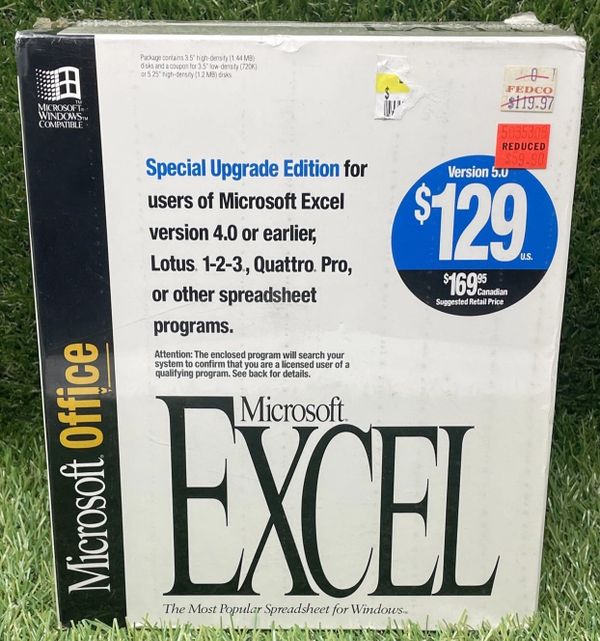 Package contains 3.5" high-density (1.44 MB)
disks and a coupon for 3.5" low-density (720K)
or 5.25" high-density (1.2 MB) disks.
MICROSOFT®
WINDOWS™
COMPATIBLE
$
0
FEDCO
$119.97
REDUCED
Special Upgrade Edition for
users of Microsoft Excel
version 4.0 or earlier,
Lotus® 1-2-3®, Quattro® Pro,
or other spreadsheet
programs.
Attention: The enclosed program will search your
system to confirm that you are a licensed user of a
qualifying program. See back for details.
Version 5.0
$129
U.S.
$169.95
Canadian
Suggested Retail Price
Microsoft® Office
Microsoft®
EXCEL
The Most Popular Spreadsheet for Windows™